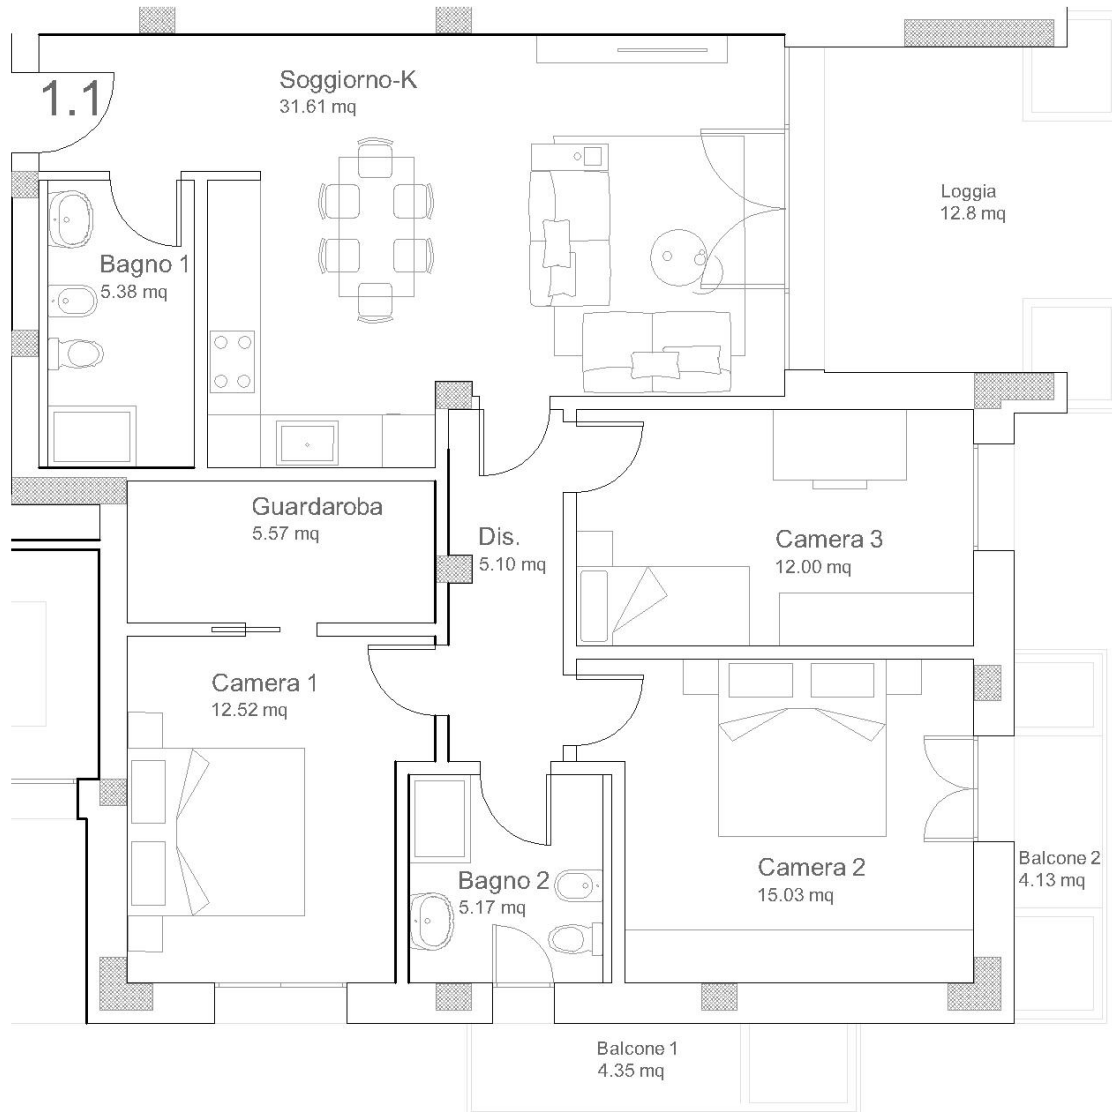 1.1
Soggiorno-K
31.61 mq
Loggia
12.8 mq
Bagno 1
5.38 mq
Guardaroba
5.57 mq
Dis.
5.10 mq
Camera 3
12.00 mq
Camera 1
12.52 mq
Camera 2
15.03 mq
Balcone 2
4.13 mq
Bagno 2
5.17 mq
Balcone 1
4.35 mq